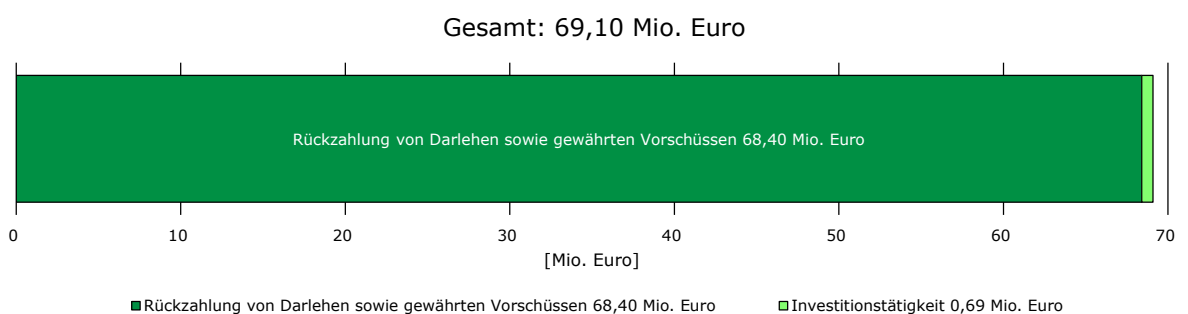 Gesamt: 69,10 Mio. Euro
Rückzahlung von Darlehen sowie gewährten Vorschüssen 68,40 Mio. Euro
0 10 20 30 40 50 60 70
[Mio. Euro]
Rückzahlung von Darlehen sowie gewährten Vorschüssen 68,40 Mio. Euro Investitionstätigkeit 0,69 Mio. Euro